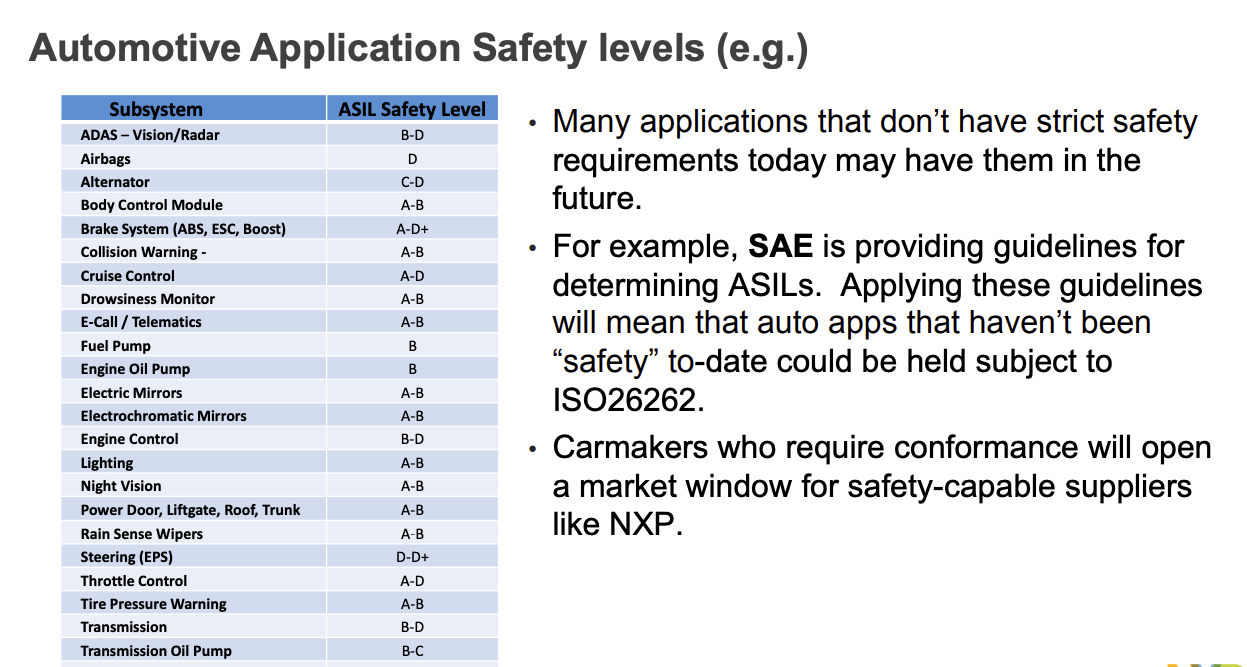 Automotive Application Safety levels (e.g.)
Subsystem ASIL Safety Level
ADAS – Vision/Radar B-D
Airbags D
Alternator C-D
Body Control Module A-B
Brake System (ABS, ESC, Boost) A-D+
Collision Warning - A-B
Cruise Control A-D
Drowsiness Monitor A-B
E-Call / Telematics A-B
Fuel Pump B
Engine Oil Pump B
Electric Mirrors A-B
Electrochromatic Mirrors A-B
Engine Control B-D
Lighting A-B
Night Vision A-B
Power Door, Liftgate, Roof, Trunk A-B
Rain Sense Wipers A-B
Steering (EPS) D-D+
Throttle Control A-D
Tire Pressure Warning A-B
Transmission B-D
Transmission Oil Pump B-C
• Many applications that don’t have strict safety
requirements today may have them in the
future.
• For example, SAE is providing guidelines for
determining ASILs. Applying these guidelines
will mean that auto apps that haven’t been
“safety” to-date could be held subject to
ISO26262.
• Carmakers who require conformance will open
a market window for safety-capable suppliers
like NXP.